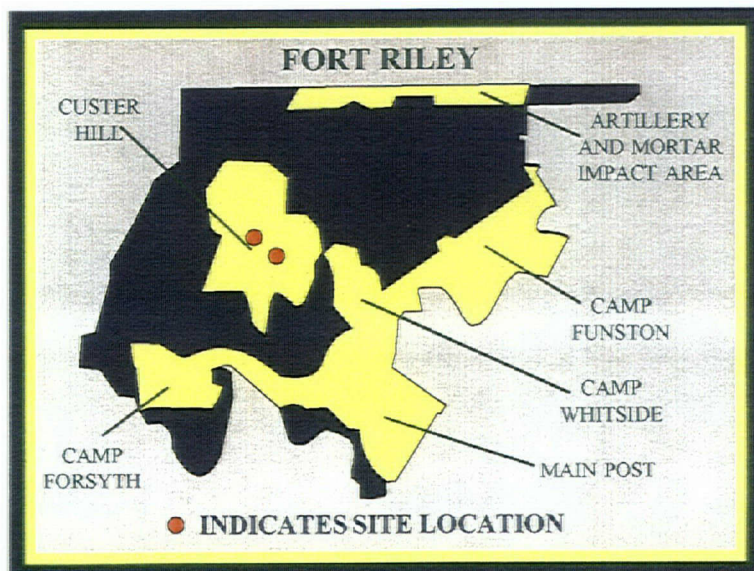 FORT RILEY
CUSTER
HILL
ARTILLERY
AND MORTAR
IMPACT AREA
CAMP
FUNSTON
CAMP
WHITSIDE
MAIN POST
CAMP
FORSYTH
INDICATES SITE LOCATION